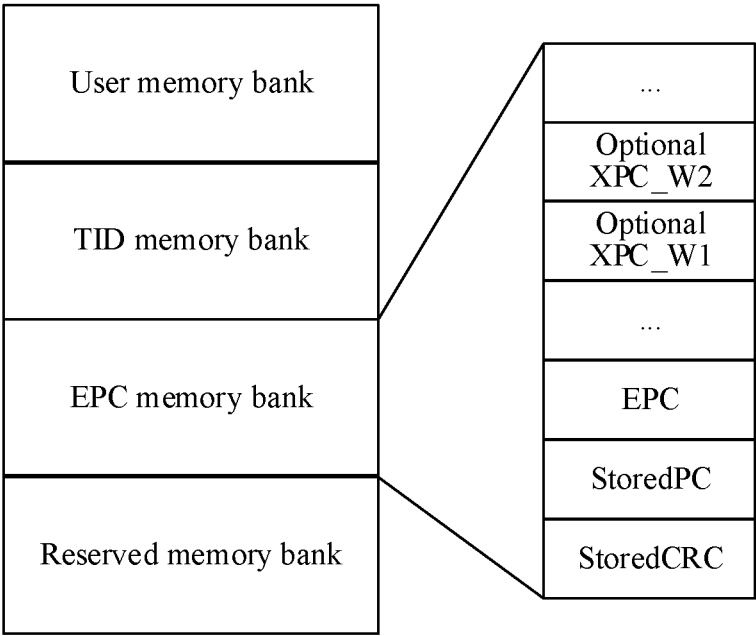 User memory bank
TID memory bank
EPC memory bank
Reserved memory bank
...
Optional
XPC_W2
Optional
XPC_W1
...
EPC
StoredPC
StoredCRC